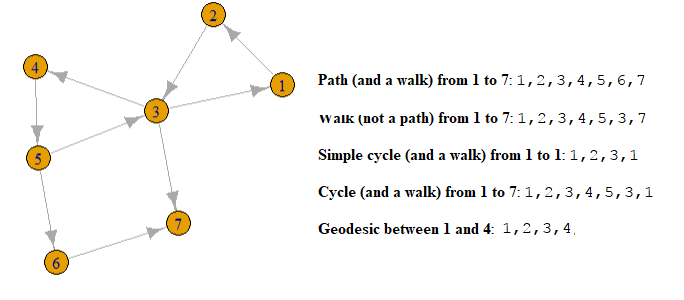 2
4
1
3
5
7
6
Path (and a walk) from 1 to 7: 1,2,3,4,5,6,7
Walk (not a path) from 1 to 7: 1,2,3,4,5,3,7
Simple cycle (and a walk) from 1 to 1: 1,2,3,1
Cycle (and a walk) from 1 to 7: 1,2,3,4,5,3,1
Geodesic between 1 and 4: 1,2,3,4